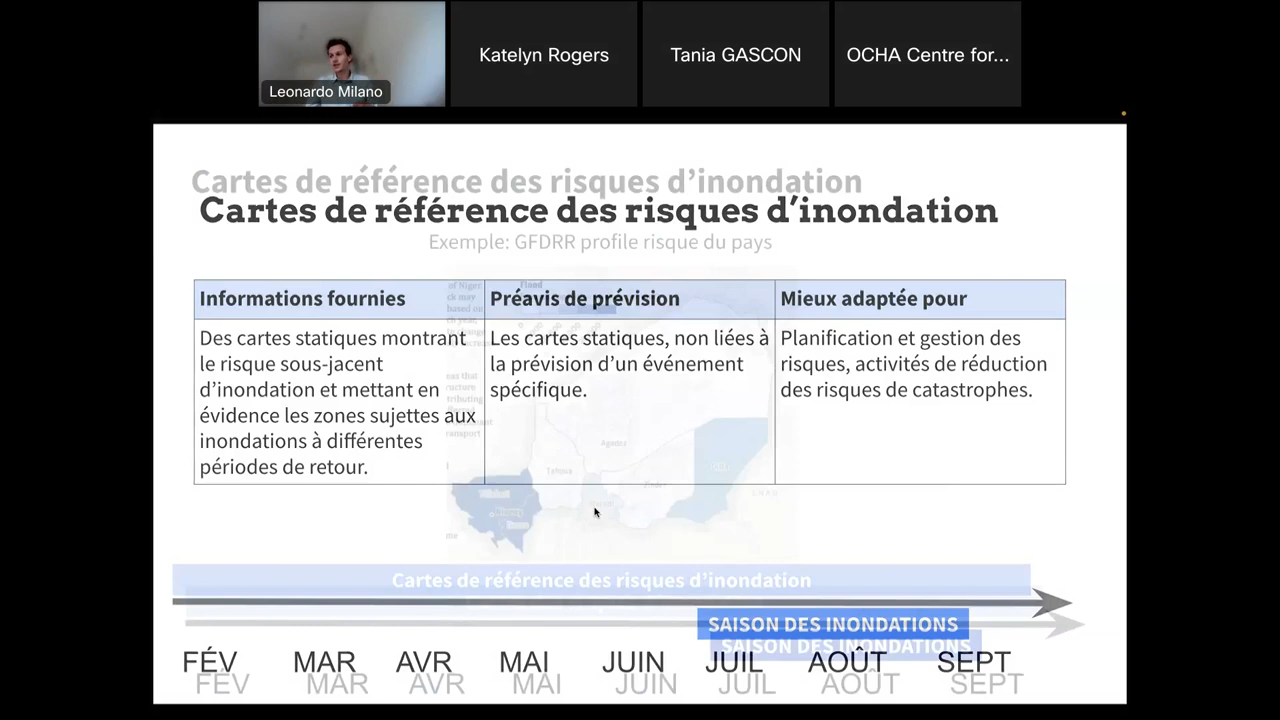 Katelyn Rogers
Tania GASCON
OCHA Centre for...
Leonardo Milano
Cartes de référence des risques d’inondation
Cartes de référence des risques d’inondation
Exemple: GFDRR profile risque du pays
Informations fournies
Préavis de prévision
Mieux adaptée pour
Des cartes statiques montrant
le risque sous-jacent
d’inondation et mettant en
évidence les zones sujettes aux
inondations à différentes
périodes de retour.
Les cartes statiques, non liées à
la prévision d’un événement
spécifique.
Planification et gestion des
risques, activités de réduction
des risques de catastrophes.
Flood
of Niger
Agadez
Tahoua
Cartes de référence des risques d’inondation
SAISON DES INONDATIONS
SAISON DES INONDATIONS
FÉV MAR AVR MAI JUIN JUIL AOÛT SEPT
FÉV MAR AVR MAI JUIN JUIL AOÛT SEPT